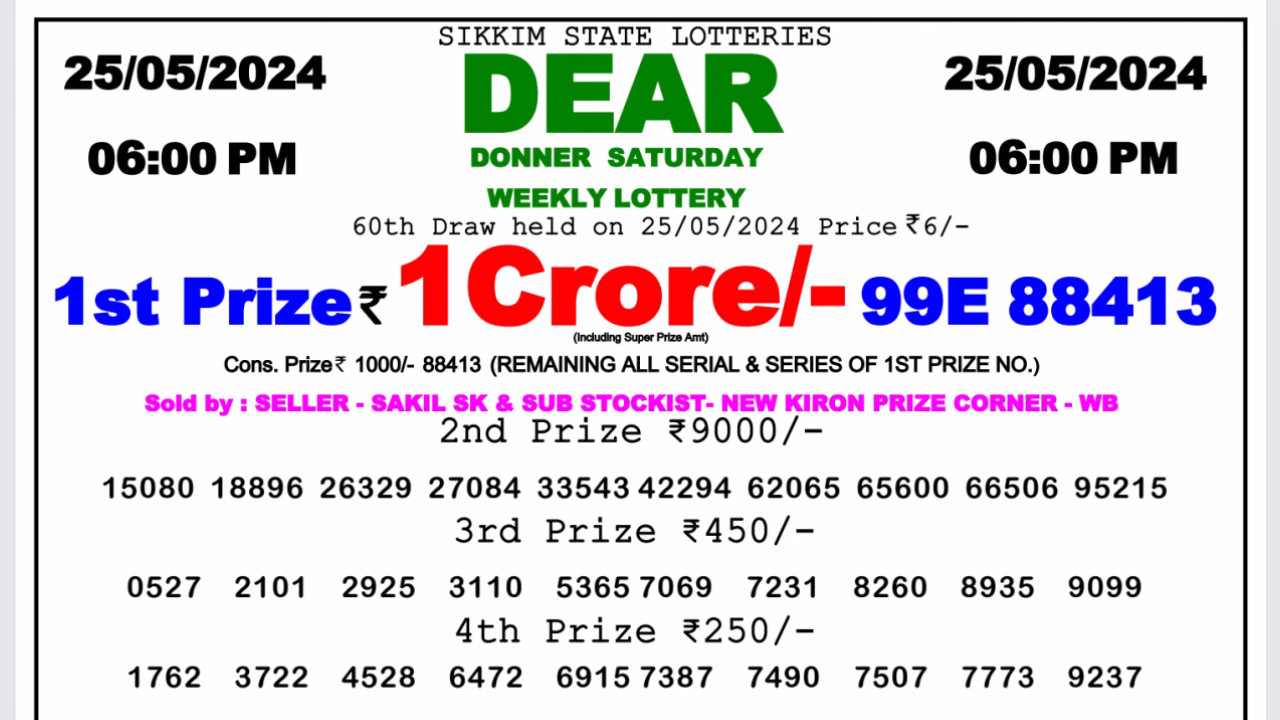 SIKKIM STATE LOTTERIES
25/05/2024 DEAR 25/05/2024
06:00 PM DONNER SATURDAY 06:00 PM
WEEKLY LOTTERY
60th Draw held on 25/05/2024 Price ₹6/-
1st Prize ₹ 1Crore/- 99E 88413
(Including Super Prize Amt)
Cons. Prize ₹ 1000/- 88413 (REMAINING ALL SERIAL & SERIES OF 1ST PRIZE NO.)
Sold by : SELLER - SAKIL SK & SUB STOCKIST- NEW KIRON PRIZE CORNER - WB
2nd Prize ₹9000/-
15080 18896 26329 27084 33543 42294 62065 65600 66506 95215
3rd Prize ₹450/-
0527 2101 2925 3110 5365 7069 7231 8260 8935 9099
4th Prize ₹250/-
1762 3722 4528 6472 6915 7387 7490 7507 7773 9237